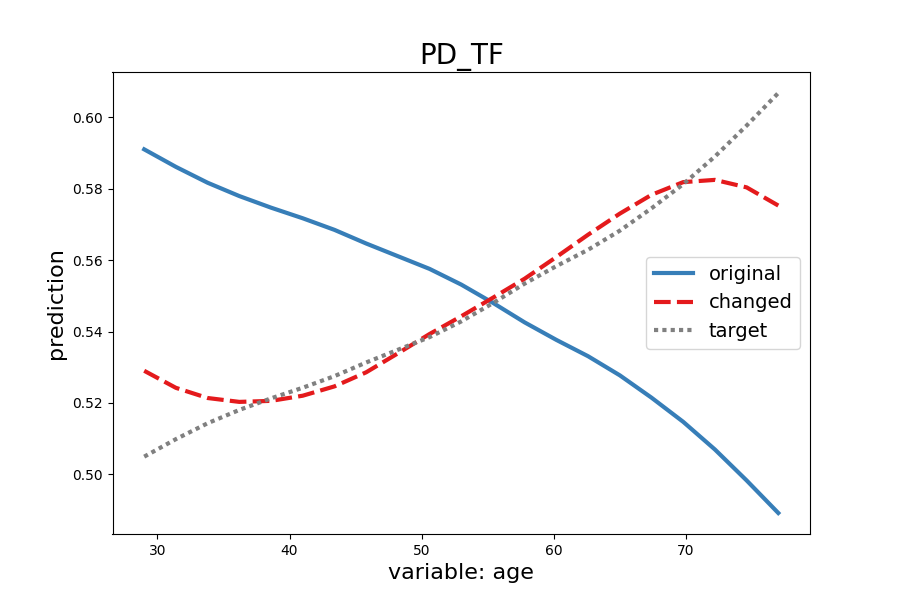 PD_TF
prediction
0.60
0.58
0.56
0.54
0.52
0.50
original
changed
target
30 40 50 60 70
variable: age